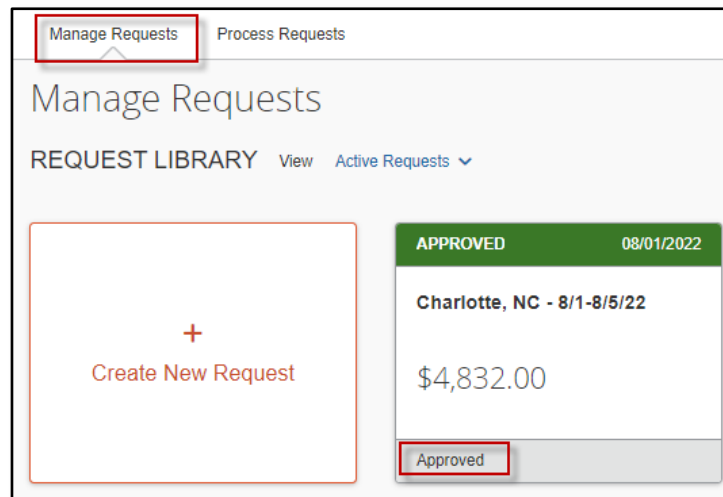 Manage Requests Process Requests
Manage Requests
REQUEST LIBRARY View Active Requests
+
Create New Request
APPROVED 08/01/2022
Charlotte, NC - 8/1-8/5/22
$4,832.00
Approved